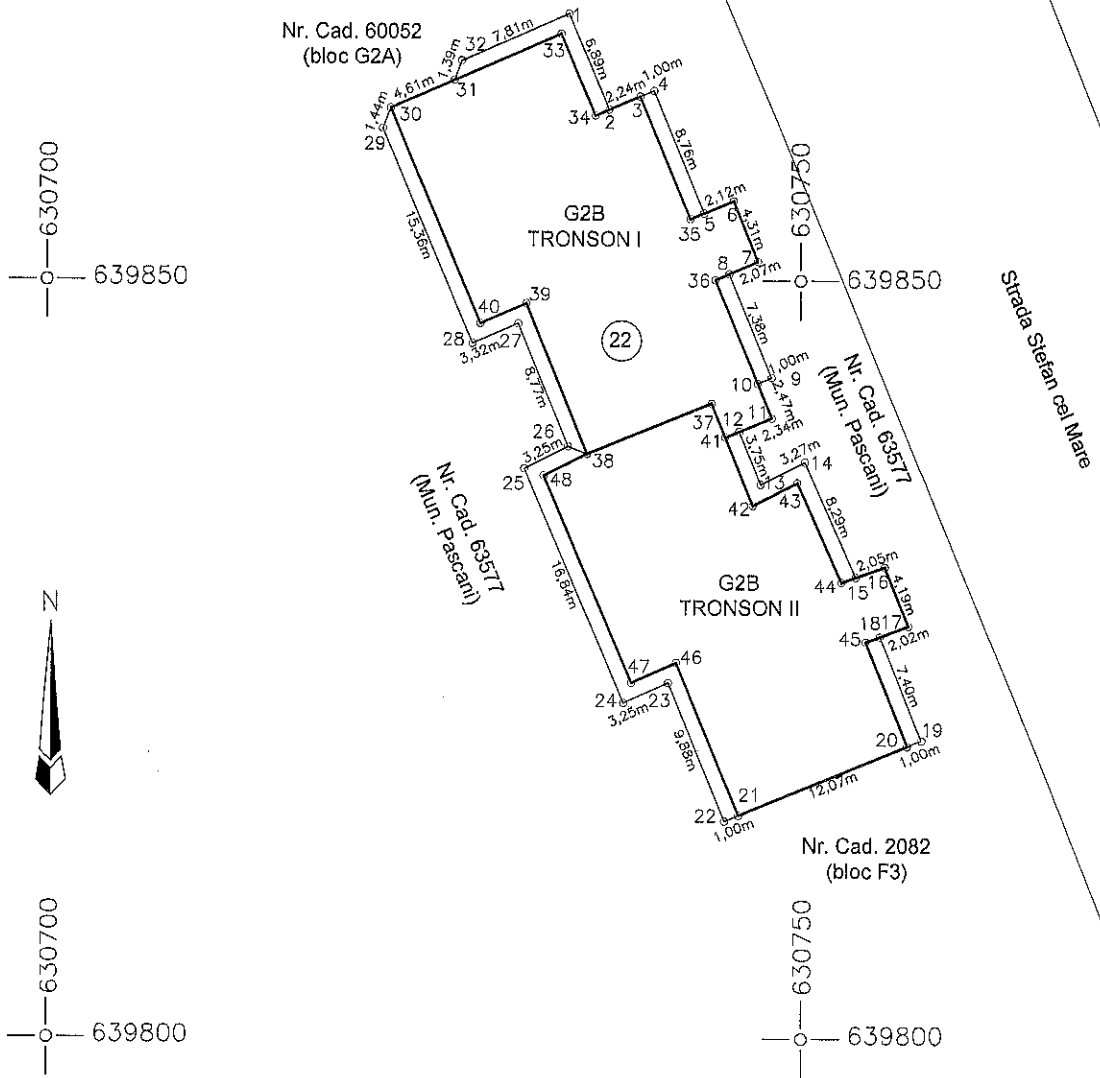 Nr. Cad. 60052
(bloc G2A)
1
32
7,81m
33
1,39m
31
4,61m
30
1,44m
29
6,89m
2,24m
1,00m
34
2
3
4
8,76m
2,12m
35
5
6
4,31m
G2B
TRONSON I
630700
639850
630750
639850
36
8
7
2,07m
7,38m
15,36m
40
39
28
3,32m
27
22
8,77m
1,00m
10
9
2,47m
37
12
11
2,34m
41
26
38
3,25m
25
48
3,75m
3,27m
13
14
42
43
8,29m
Nr. Cad. 63577
(Mun. Pascani)
Strada Stefan cel Mare
Nr. Cad. 63577
(Mun. Pascani)
16,84m
G2B
TRONSON II
2,05m
44
15
16
4,19m
45
18
17
2,02m
7,40m
N
47
46
24
3,25m
23
9,88m
20
19
1,00m
12,07m
21
22
1,00m
Nr. Cad. 2082
(bloc F3)
630700
639800
630750
639800